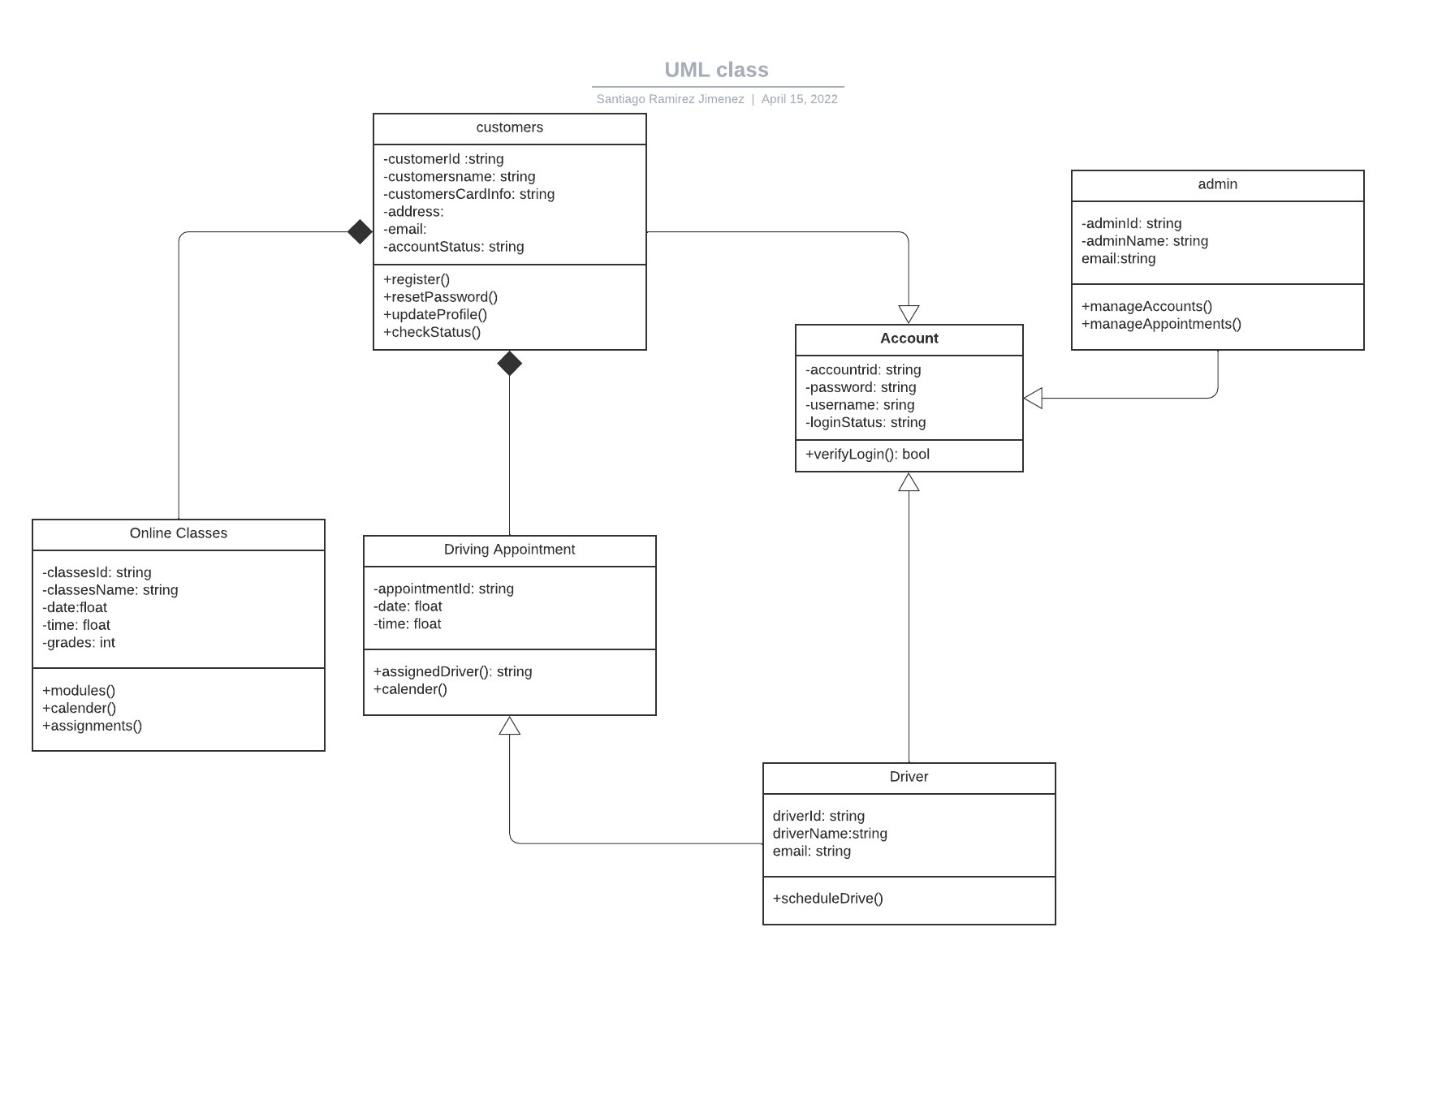 UML class
Santiago Ramirez Jimenez | April 15, 2022
customers
-customerId :string
-customersname: string
-customersCardInfo: string
-address:
-email:
-accountStatus: string
+register()
+resetPassword()
+updateProfile()
+checkStatus()
admin
-adminId: string
-adminName: string
email:string
+manageAccounts()
+manageAppointments()
Account
-accountrid: string
-password: string
-username: sring
-loginStatus: string
+verifyLogin(): bool
Online Classes
-classesId: string
-classesName: string
-date:float
-time: float
-grades: int
+modules()
+calender()
+assignments()
Driving Appointment
-appointmentId: string
-date: float
-time: float
+assignedDriver(): string
+calender()
Driver
driverId: string
driverName:string
email: string
+scheduleDrive()